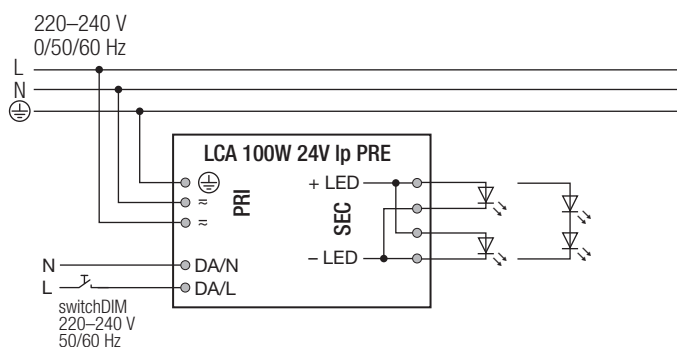 220–240 V
0/50/60 Hz
L
N
LCA 100W 24V lp PRE
PRI
≂
≂
+ LED
SEC
– LED
N
DA/N
L
DA/L
switchDIM
220–240 V
50/60 Hz